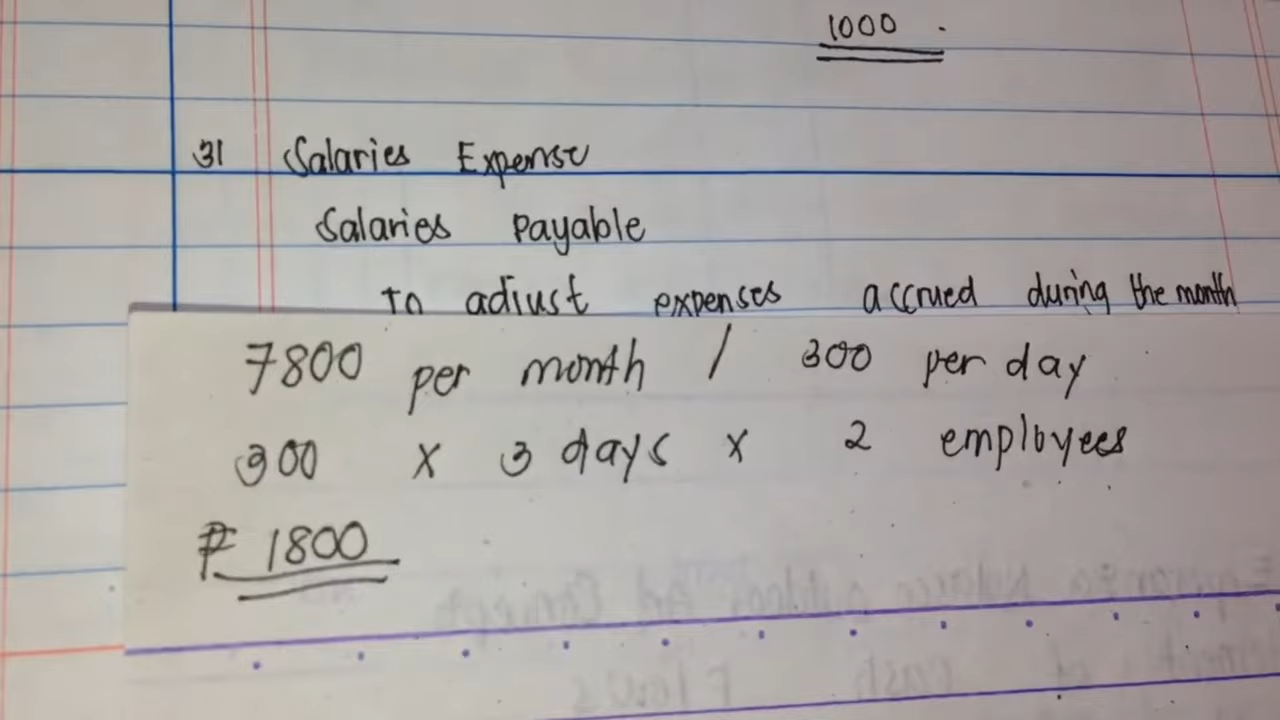 1000
31 Salaries Expense
Salaries payable
to adjust expenses accrued during the month
7800 per month / 300 per day
300 x 3 days x 2 employees
₱ 1800